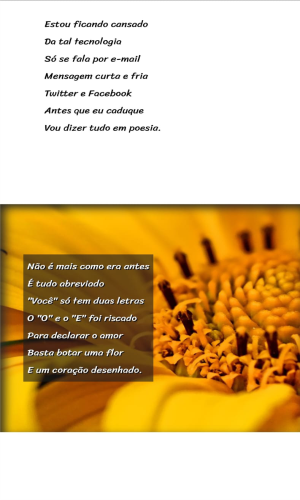 Estou ficando cansado
Da tal tecnologia
Só se fala por e-mail
Mensagem curta e fria
Twitter e Facebook
Antes que eu caduque
Vou dizer tudo em poesia.
Não é mais como era antes
É tudo abreviado
"Você" só tem duas letras
O "O" e o "E" foi riscado
Para declarar o amor
Basta botar uma flor
E um coração desenhado.